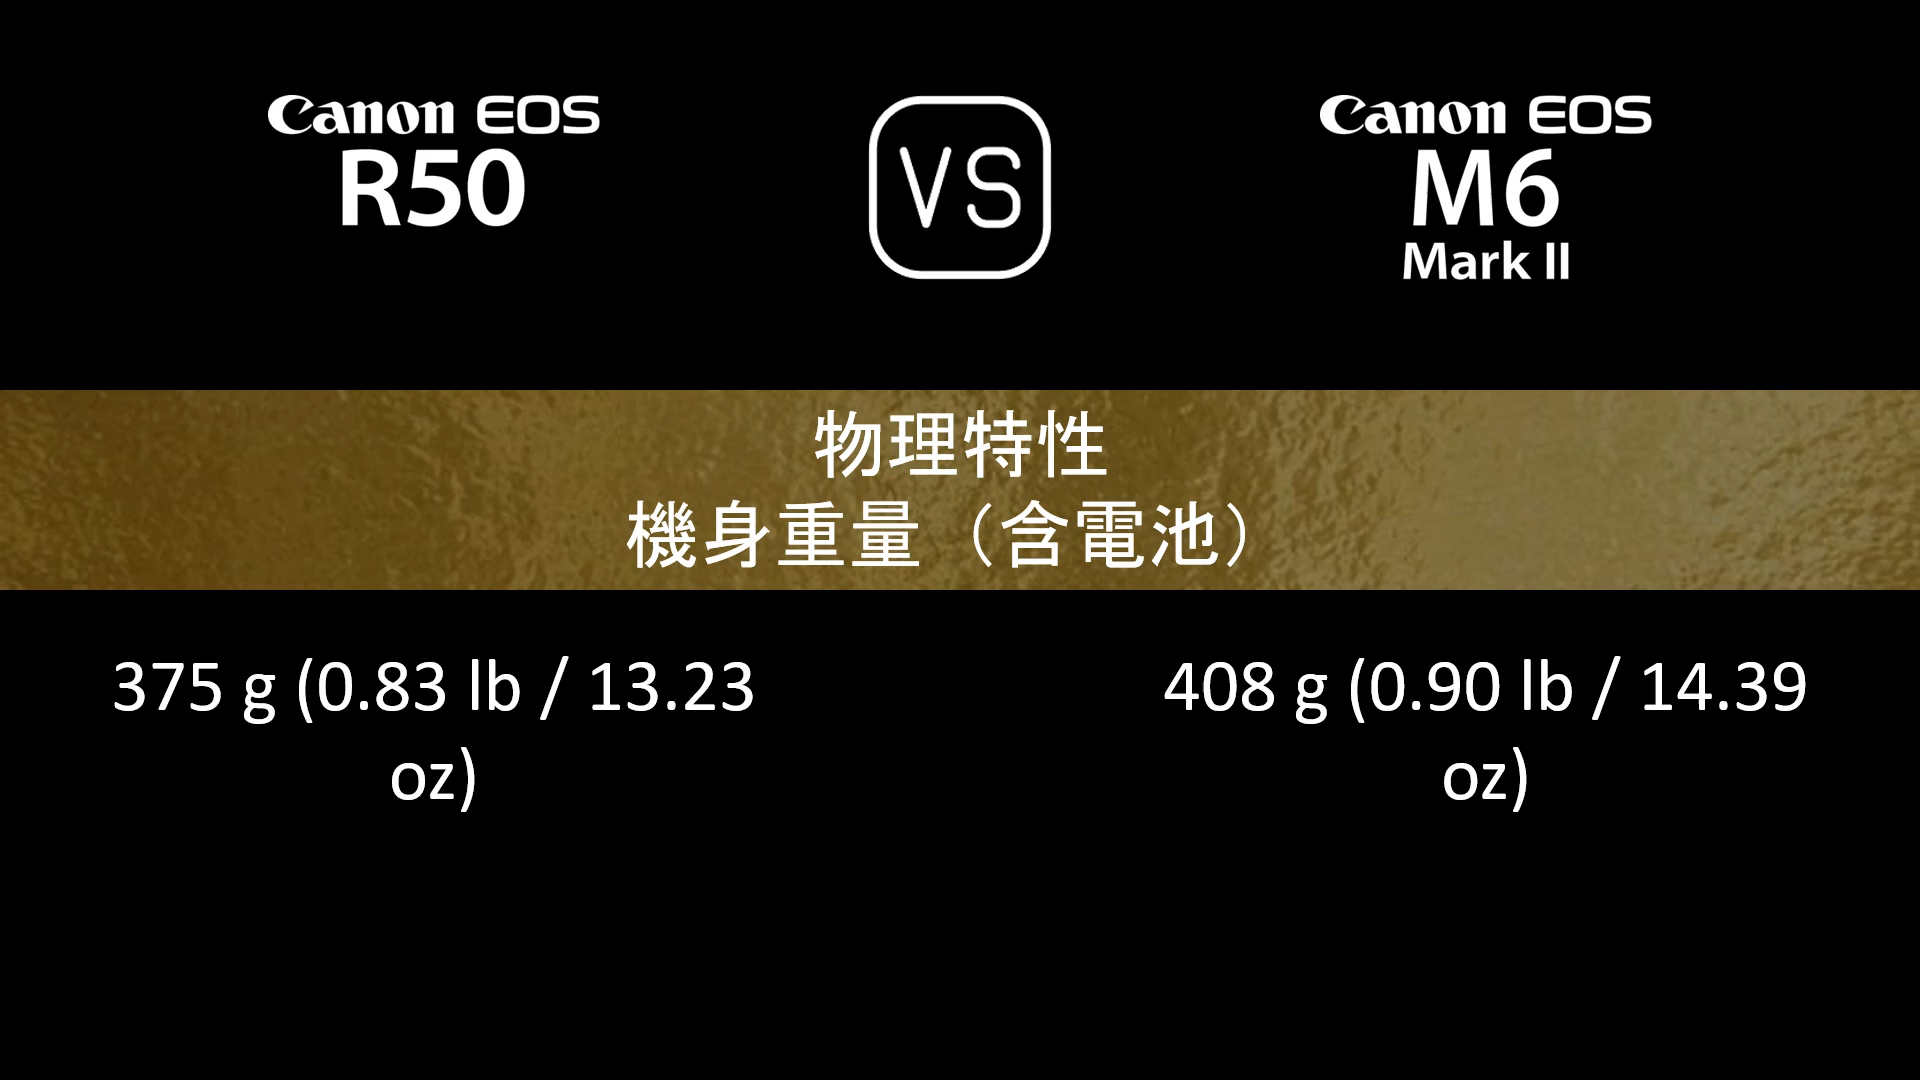 Canon EOS
R50
VS
Canon EOS
M6
Mark II
物理特性
機身重量（含電池）
375 g (0.83 lb / 13.23
oz)
408 g (0.90 lb / 14.39
oz)